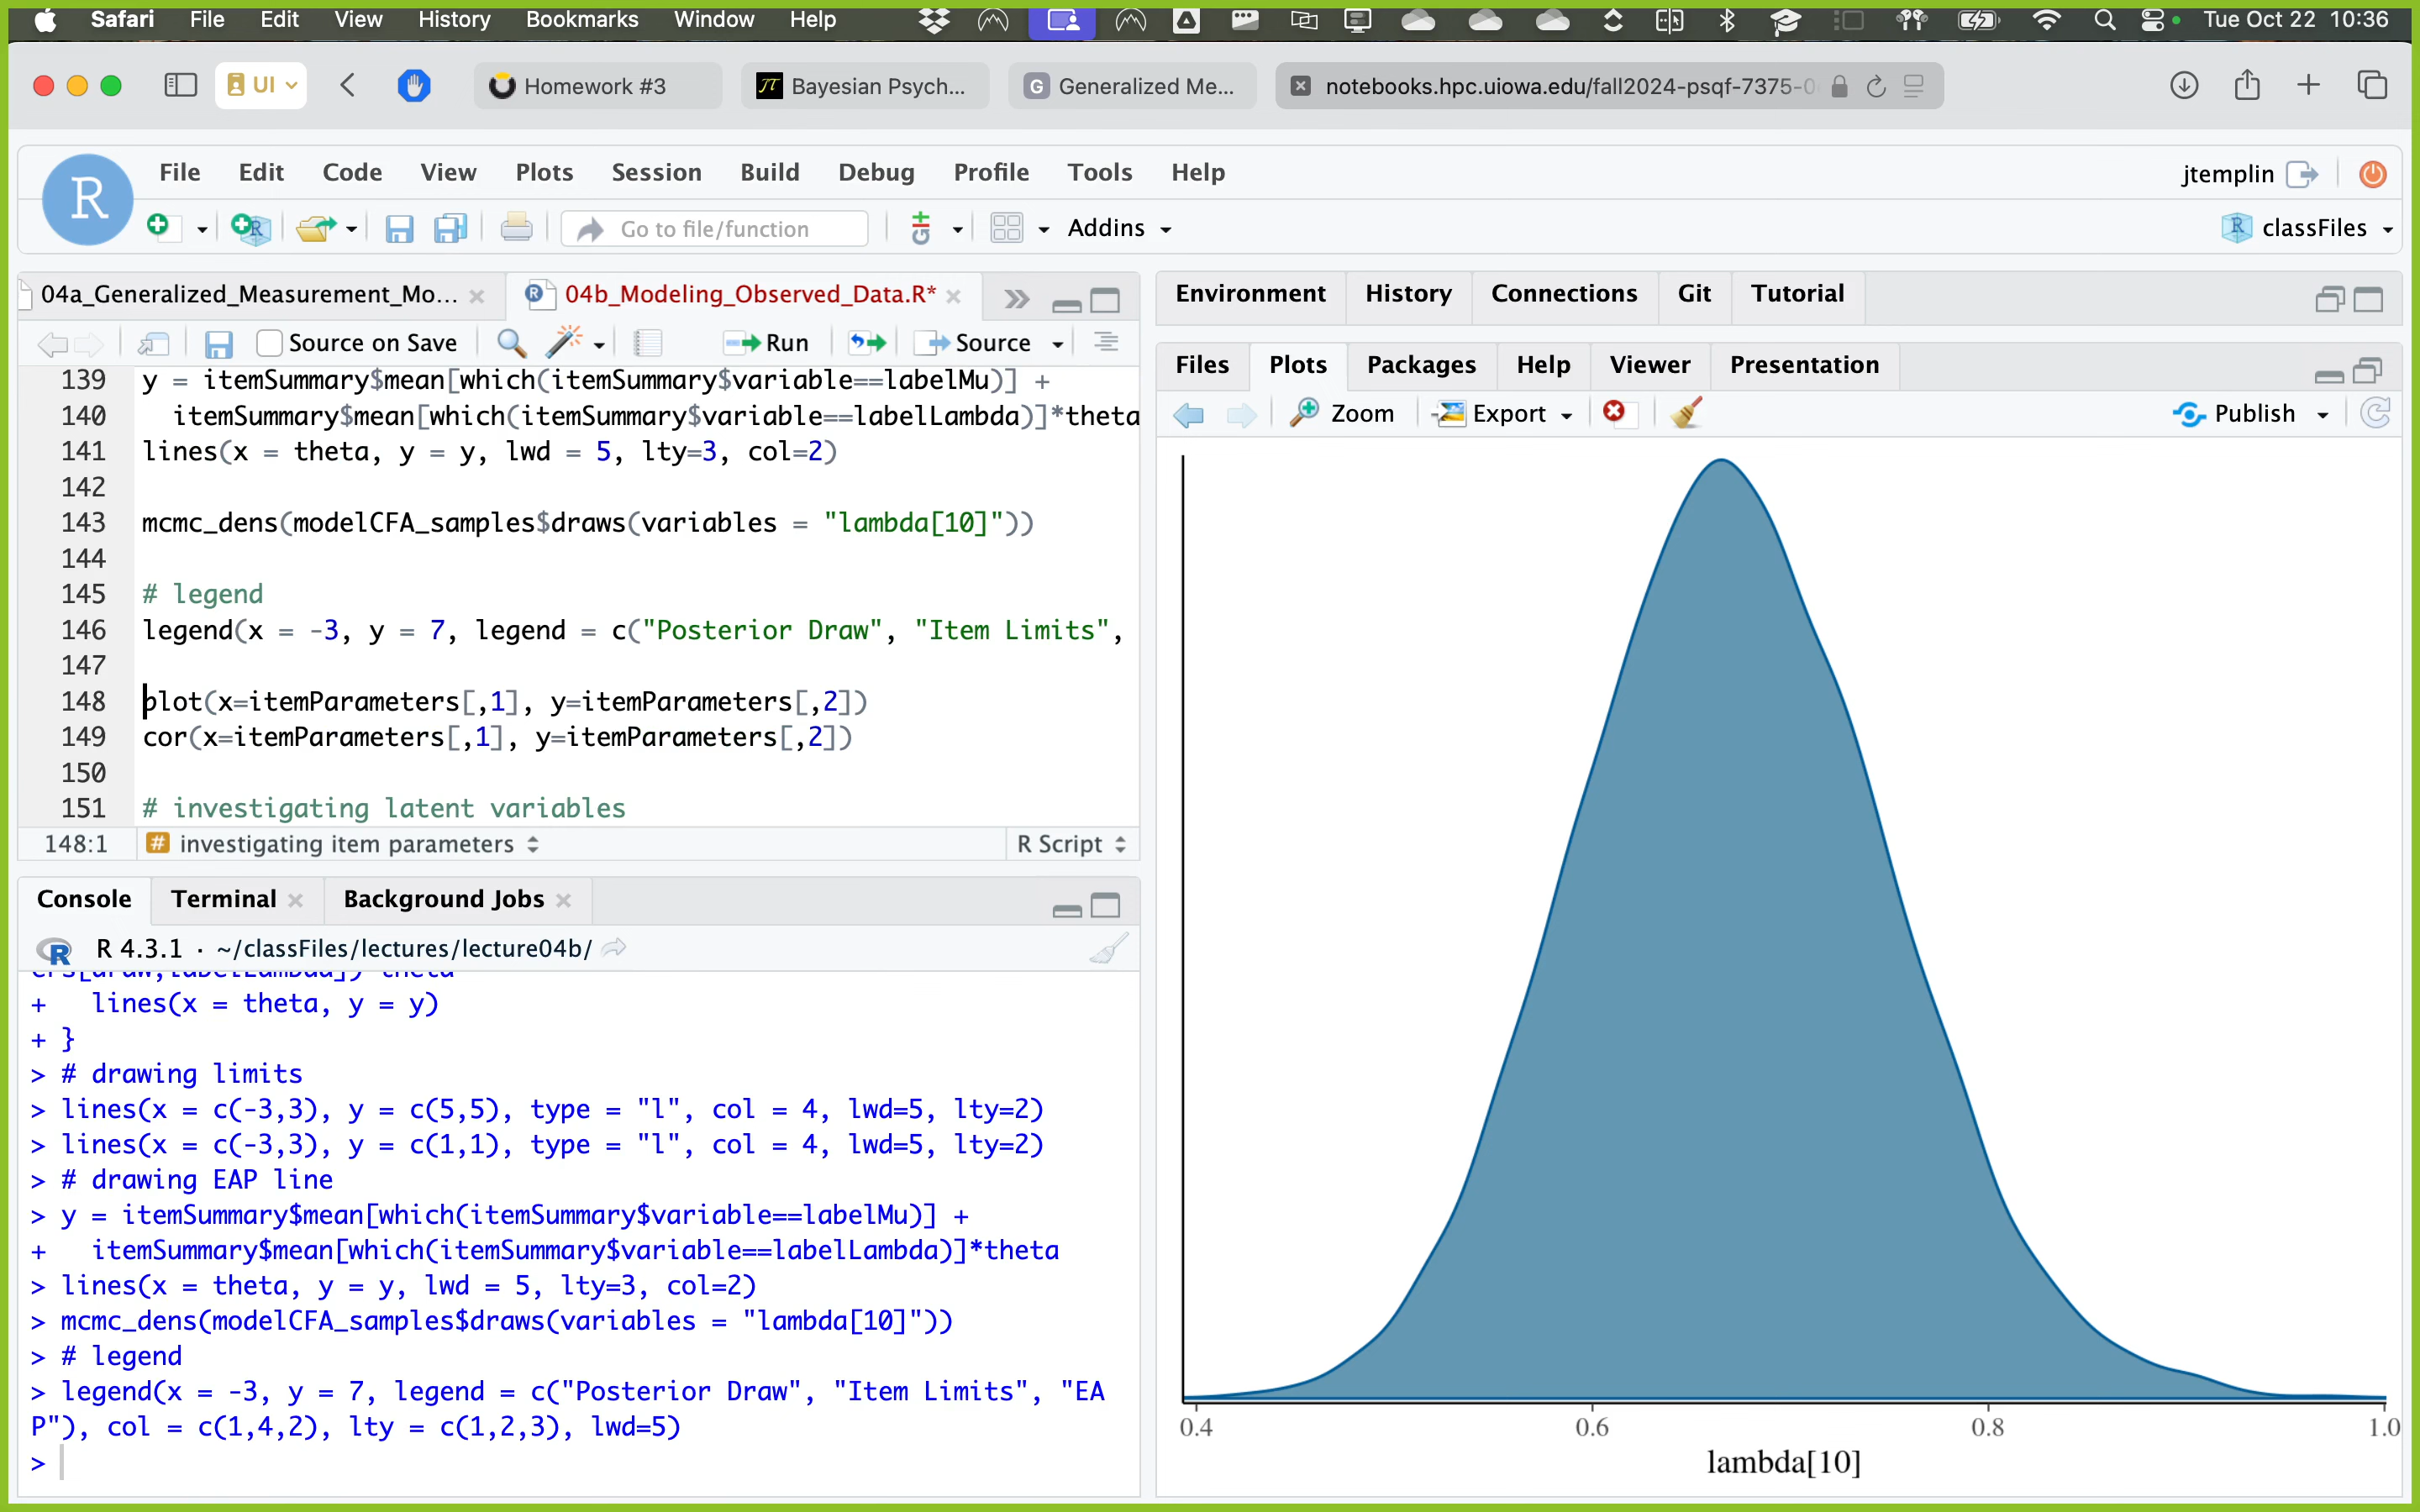 Safari File Edit View History Bookmarks Window Help Tue Oct 22 10:36
UI Homework #3 Bayesian Psych... Generalized Me... notebooks.hpc.uiowa.edu/fall2024-psqf-7375-0
R File Edit Code View Plots Session Build Debug Profile Tools Help jtemplin
Go to file/function Addins classFiles
04a_Generalized_Measurement_Mo... 04b_Modeling_Observed_Data.R*
Source on Save Run Source
139 y = itemSummary$mean[which(itemSummary$variable==labelMu)] +
140 itemSummary$mean[which(itemSummary$variable==labelLambda)]*theta
141 lines(x = theta, y = y, lwd = 5, lty=3, col=2)
142
143 mcmc_dens(modelCFA_samples$draws(variables = "lambda[10]"))
144
145 # legend
146 legend(x = -3, y = 7, legend = c("Posterior Draw", "Item Limits",
147
148 plot(x=itemParameters[,1], y=itemParameters[,2])
149 cor(x=itemParameters[,1], y=itemParameters[,2])
150
151 # investigating latent variables
148:1 # investigating item parameters R Script
Console Terminal Background Jobs
R R 4.3.1 · ~/classFiles/lectures/lecture04b/
+ lines(x = theta, y = y)
+ }
> # drawing limits
> lines(x = c(-3,3), y = c(5,5), type = "l", col = 4, lwd=5, lty=2)
> lines(x = c(-3,3), y = c(1,1), type = "l", col = 4, lwd=5, lty=2)
> # drawing EAP line
> y = itemSummary$mean[which(itemSummary$variable==labelMu)] +
+ itemSummary$mean[which(itemSummary$variable==labelLambda)]*theta
> lines(x = theta, y = y, lwd = 5, lty=3, col=2)
> mcmc_dens(modelCFA_samples$draws(variables = "lambda[10]"))
> # legend
> legend(x = -3, y = 7, legend = c("Posterior Draw", "Item Limits", "EA
P"), col = c(1,4,2), lty = c(1,2,3), lwd=5)
>
Environment History Connections Git Tutorial
Files Plots Packages Help Viewer Presentation
Zoom Export Publish
0.4 0.6 0.8 1.0
lambda[10]